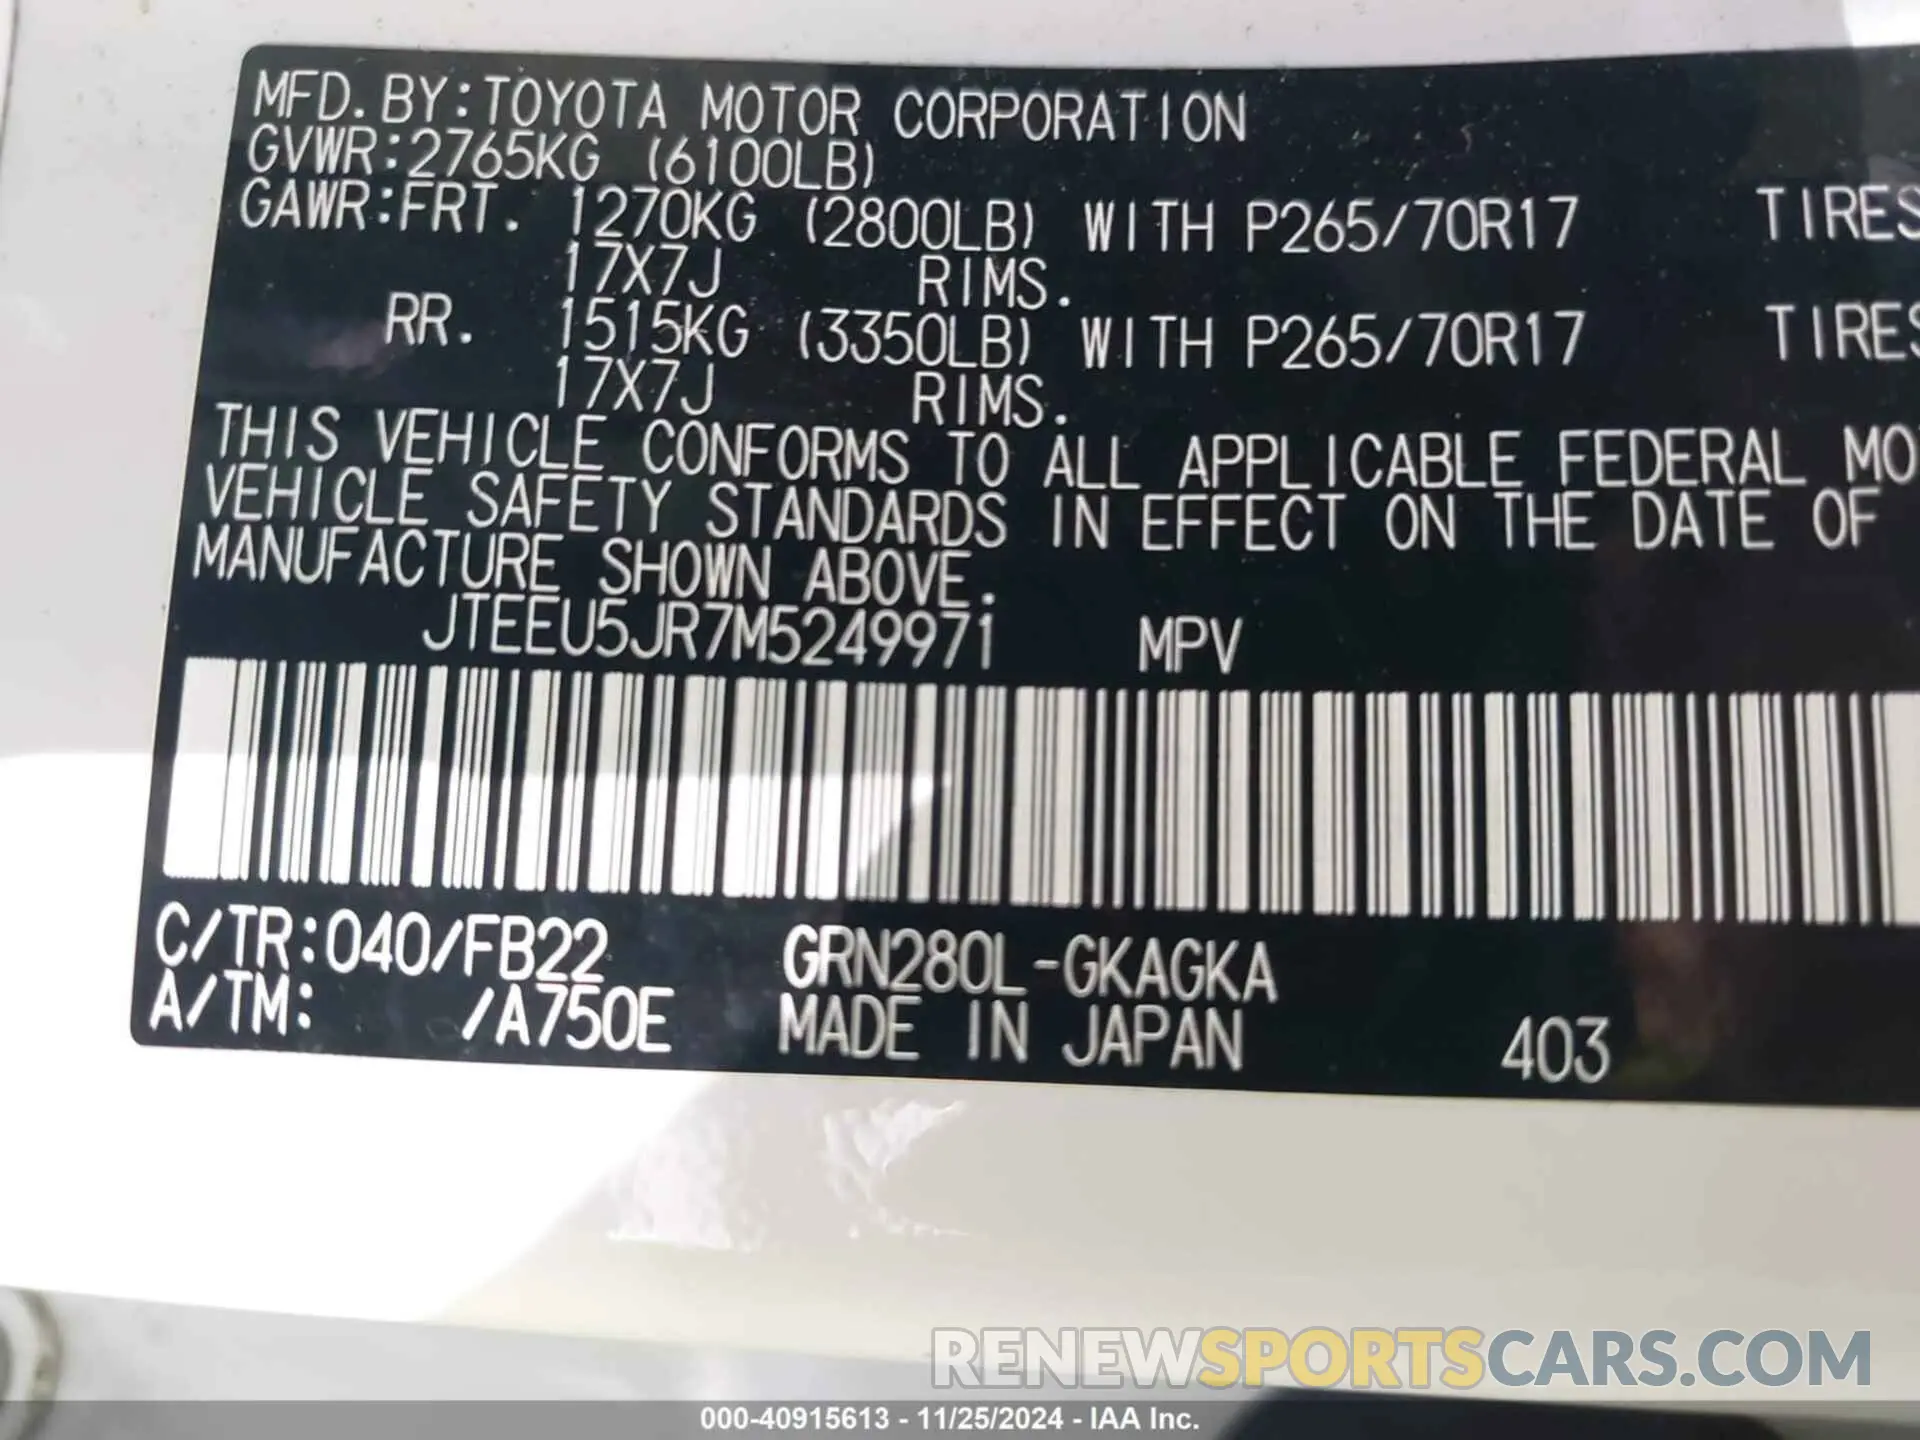 MFD. BY: TOYOTA MOTOR CORPORATION
GVWR: 2765KG (6100LB)
GAWR: FRT. 1270KG (2800LB) WITH P265/70R17 TIRES
17X7J RIMS.
RR. 1515KG (3350LB) WITH P265/70R17 TIRES
17X7J RIMS.
THIS VEHICLE CONFORMS TO ALL APPLICABLE FEDERAL MO
VEHICLE SAFETY STANDARDS IN EFFECT ON THE DATE OF
MANUFACTURE SHOWN ABOVE.
JTEEU5JR7M5249971 MPV
C/TR: 040/FB22 GRN280L-GKAGKA
A/TM: /A750E MADE IN JAPAN 403
RENEWSPORTSCARS.COM
000-40915613 - 11/25/2024 - IAA Inc.